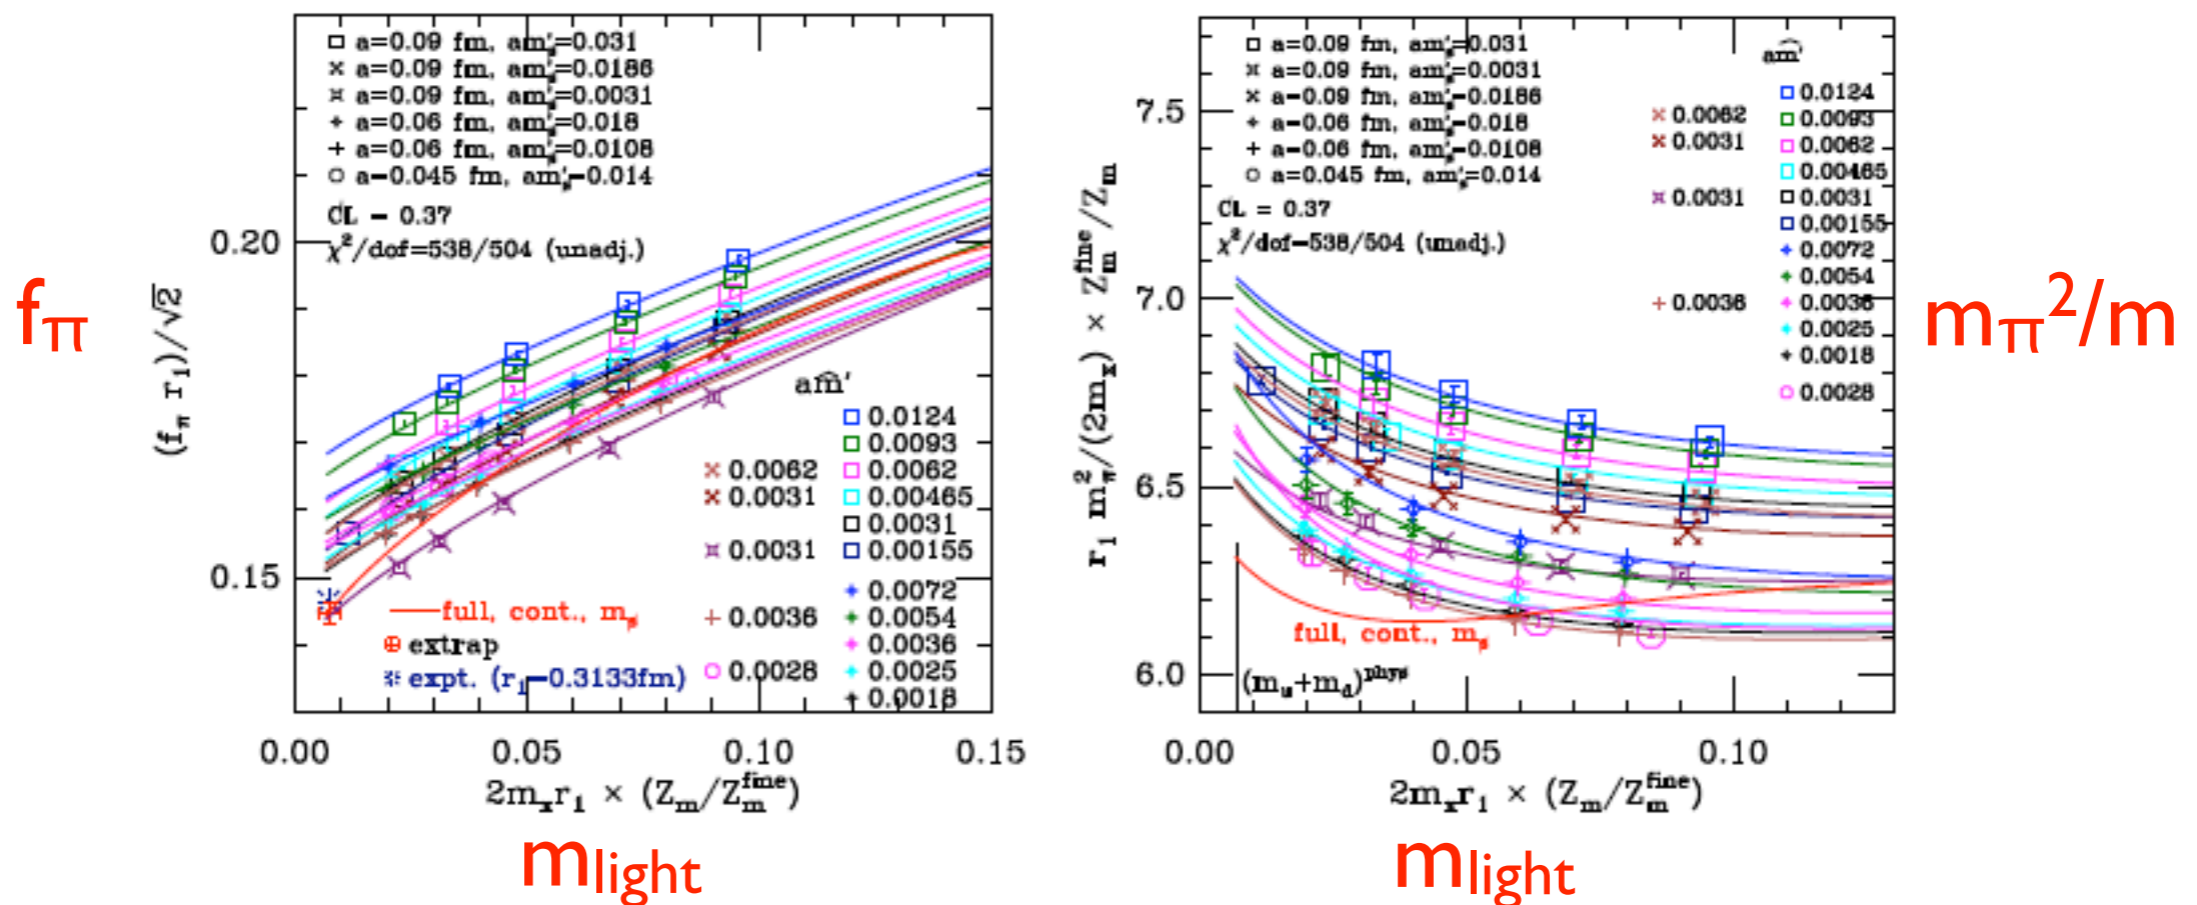 a=0.09 fm, am'ₛ=0.031
a=0.09 fm, am'ₛ=0.0186
a=0.09 fm, am'ₛ=0.0031
a=0.06 fm, am'ₛ=0.018
a=0.06 fm, am'ₛ=0.0108
a=0.045 fm, am'ₛ=0.014
CL = 0.37
χ²/dof=538/504 (unadj.)
0.20
0.15
fπ
(fπ r₁)/√2
am̂'
0.0124
0.0093
0.0062
0.0062
0.0031
0.00465
0.0031
0.0031
0.00155
0.0072
0.0036
0.0054
0.0036
0.0028
0.0025
0.0018
full, cont., mₛ
extrap
expt. (r₁=0.3133fm)
0.00
0.05
0.10
0.15
2mₓr₁ × (Zₘ/Zₘ^fine)
mlight
a=0.09 fm, am'ₛ=0.031
a=0.09 fm, am'ₛ=0.0031
a=0.09 fm, am'ₛ=0.0186
a=0.06 fm, am'ₛ=0.018
a=0.06 fm, am'ₛ=0.0108
a=0.045 fm, am'ₛ=0.014
CL = 0.37
χ²/dof=538/504 (unadj.)
am̂'
0.0124
0.0093
0.0062
0.0062
0.0031
0.00465
0.0031
0.0031
0.00155
0.0072
0.0054
0.0036
0.0036
0.0025
0.0018
0.0028
7.5
7.0
6.5
6.0
r₁ mπ²/(2mₓ) × Zₘ^fine/Zₘ
mπ²/m
full, cont., mₛ
(mᵤ+m_d)^phys
0.00
0.05
0.10
2mₓr₁ × (Zₘ/Zₘ^fine)
mlight